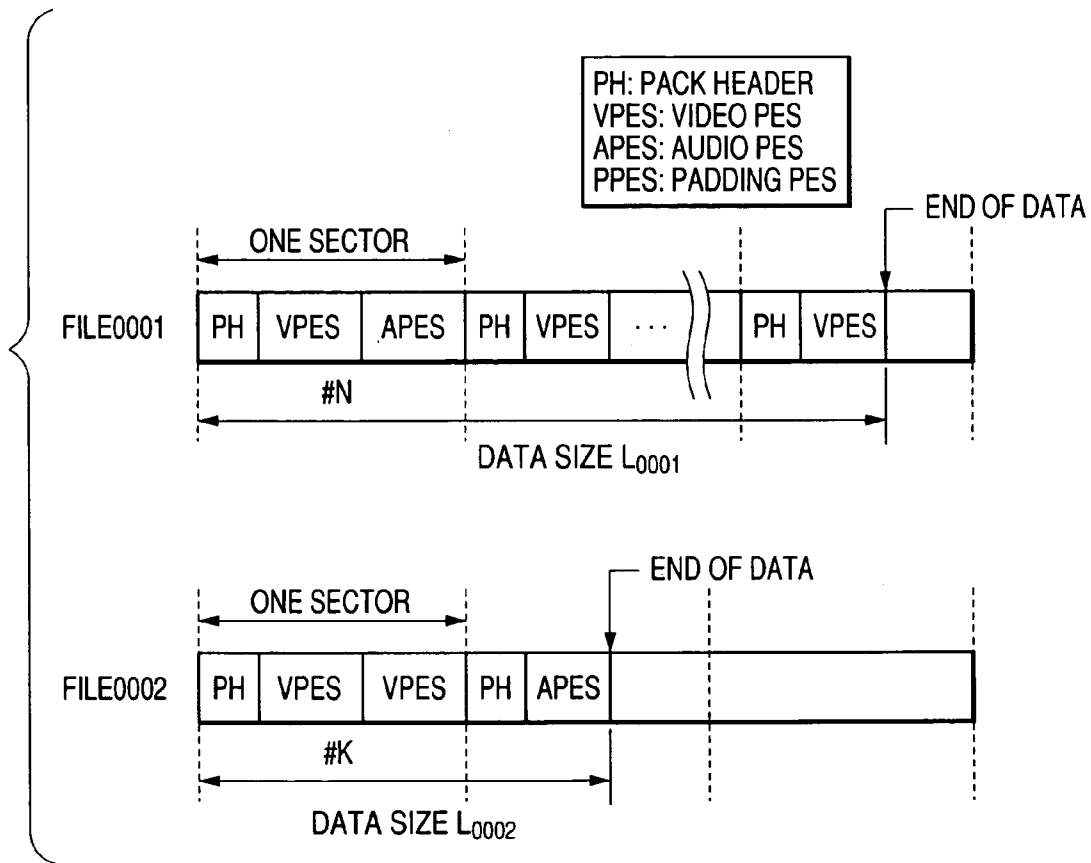 PH: PACK HEADER
VPES: VIDEO PES
APES: AUDIO PES
PPES: PADDING PES
END OF DATA
ONE SECTOR
FILE0001 PH VPES APES PH VPES ... PH VPES
#N
DATA SIZE L0001
END OF DATA
ONE SECTOR
FILE0002 PH VPES VPES PH APES
#K
DATA SIZE L0002